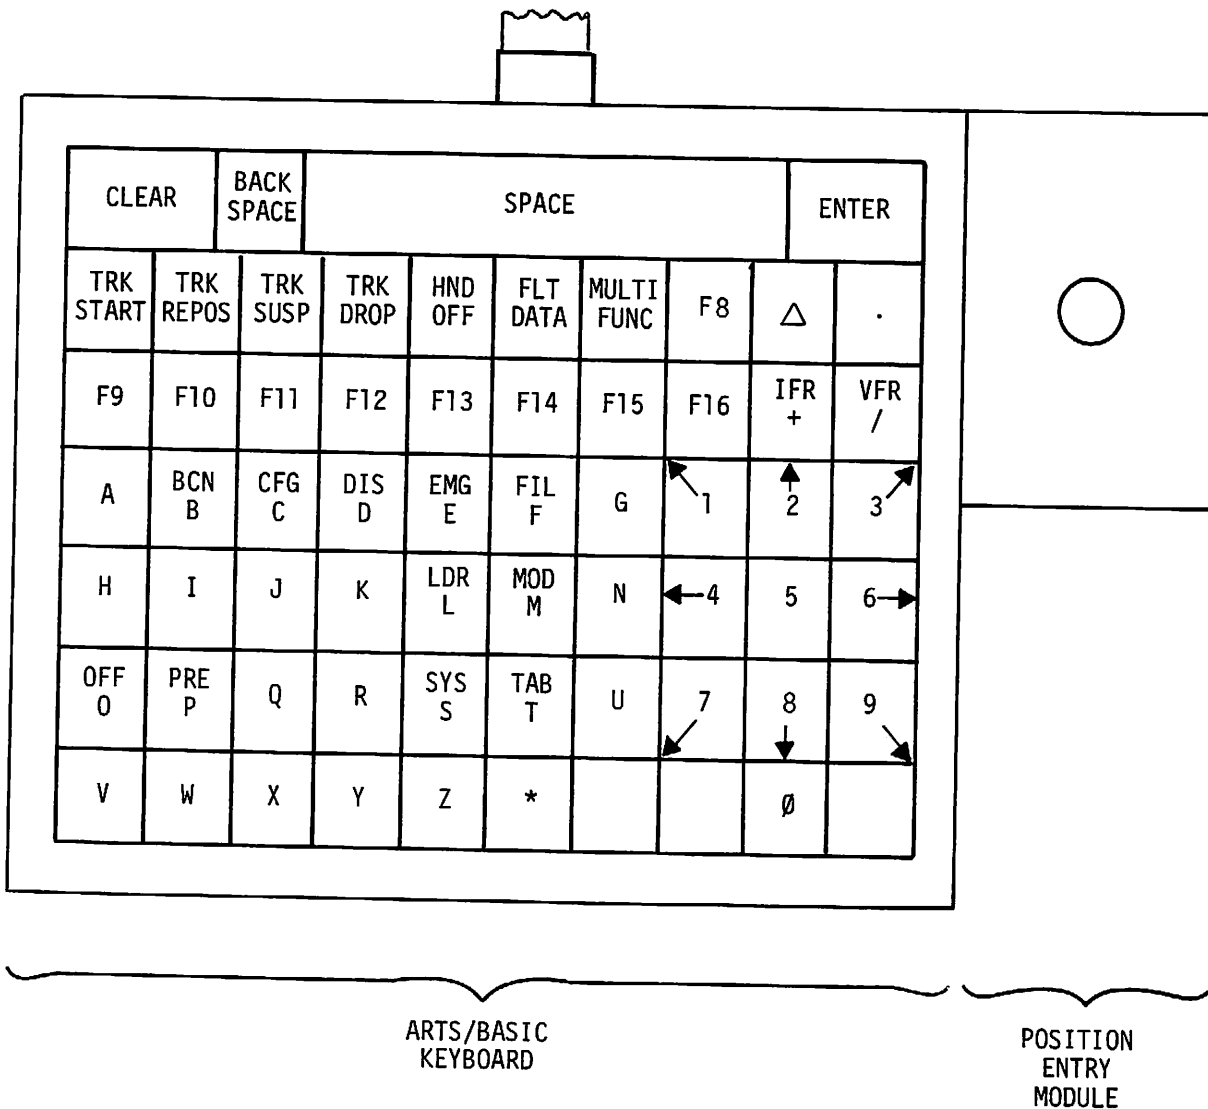 CLEAR
BACK
SPACE
SPACE
ENTER
TRK
START
TRK
REPOS
TRK
SUSP
TRK
DROP
HND
OFF
FLT
DATA
MULTI
FUNC
F8
△
.
F9
F10
F11
F12
F13
F14
F15
F16
IFR
+
VFR
/
A
BCN
B
CFG
C
DIS
D
EMG
E
FIL
F
G
1
2
3
H
I
J
K
LDR
L
MOD
M
N
4
5
6
OFF
O
PRE
P
Q
R
SYS
S
TAB
T
U
7
8
9
V
W
X
Y
Z
*
Ø
ARTS/BASIC
KEYBOARD
POSITION
ENTRY
MODULE